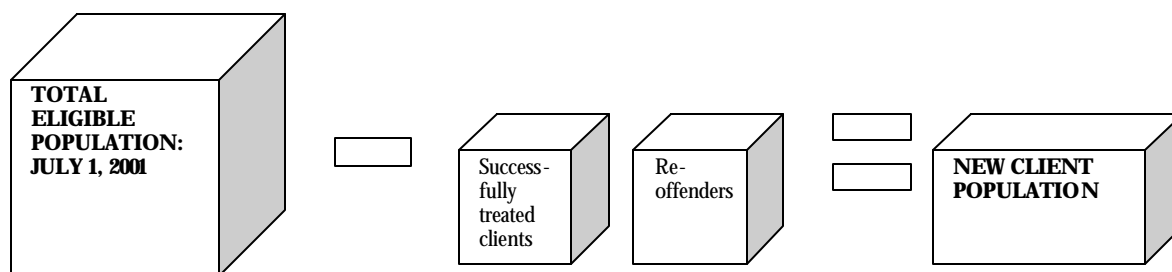 TOTAL
ELIGIBLE
POPULATION:
JULY 1, 2001
Success-
fully
treated
clients
Re-
offenders
NEW CLIENT
POPULATION